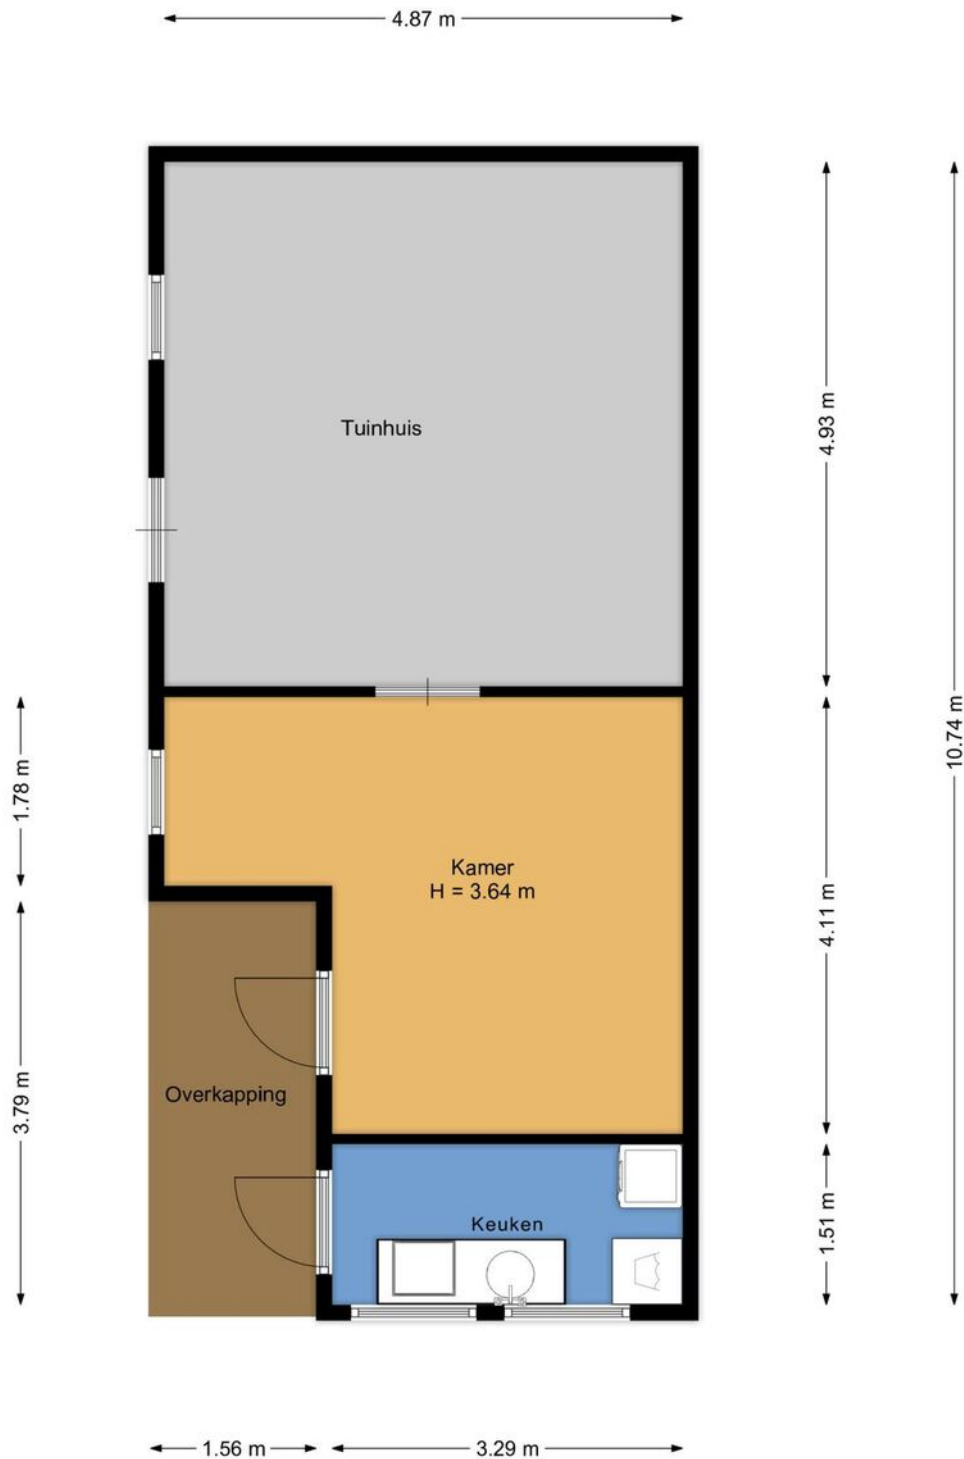 4.87 m
Tuinhuis
4.93 m
10.74 m
1.78 m
Kamer
H = 3.64 m
4.11 m
3.79 m
Overkapping
Keuken
1.51 m
1.56 m
3.29 m